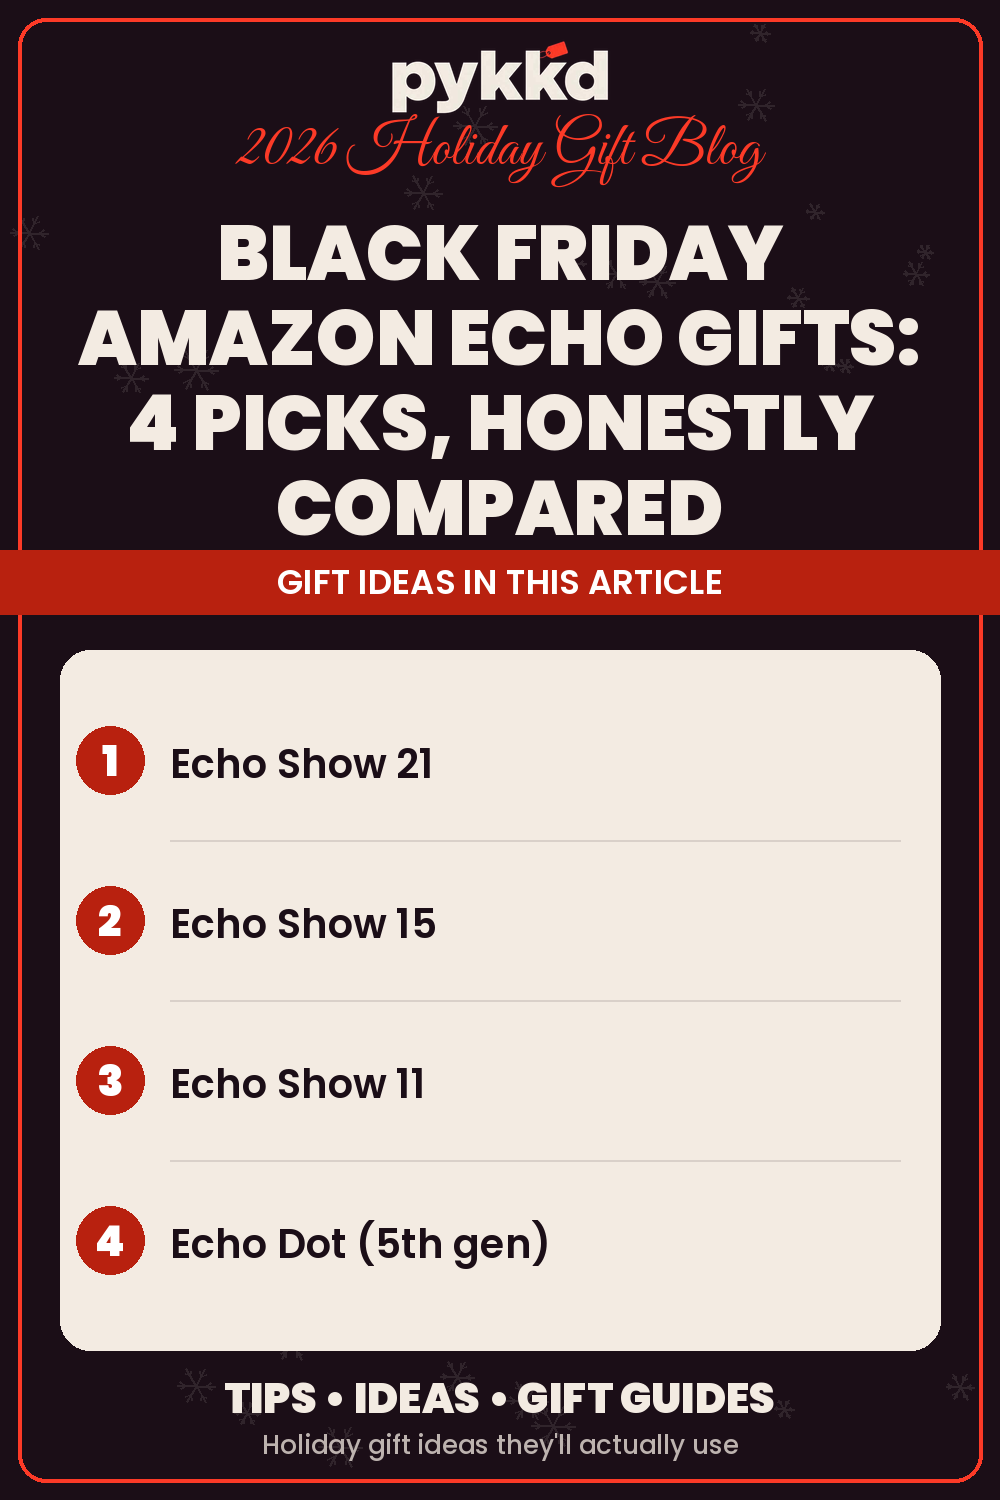 pykkd
2026 Holiday Gift Blog
BLACK FRIDAY
AMAZON ECHO GIFTS:
4 PICKS, HONESTLY
COMPARED
GIFT IDEAS IN THIS ARTICLE
1 Echo Show 21
2 Echo Show 15
3 Echo Show 11
4 Echo Dot (5th gen)
TIPS • IDEAS • GIFT GUIDES
Holiday gift ideas they'll actually use